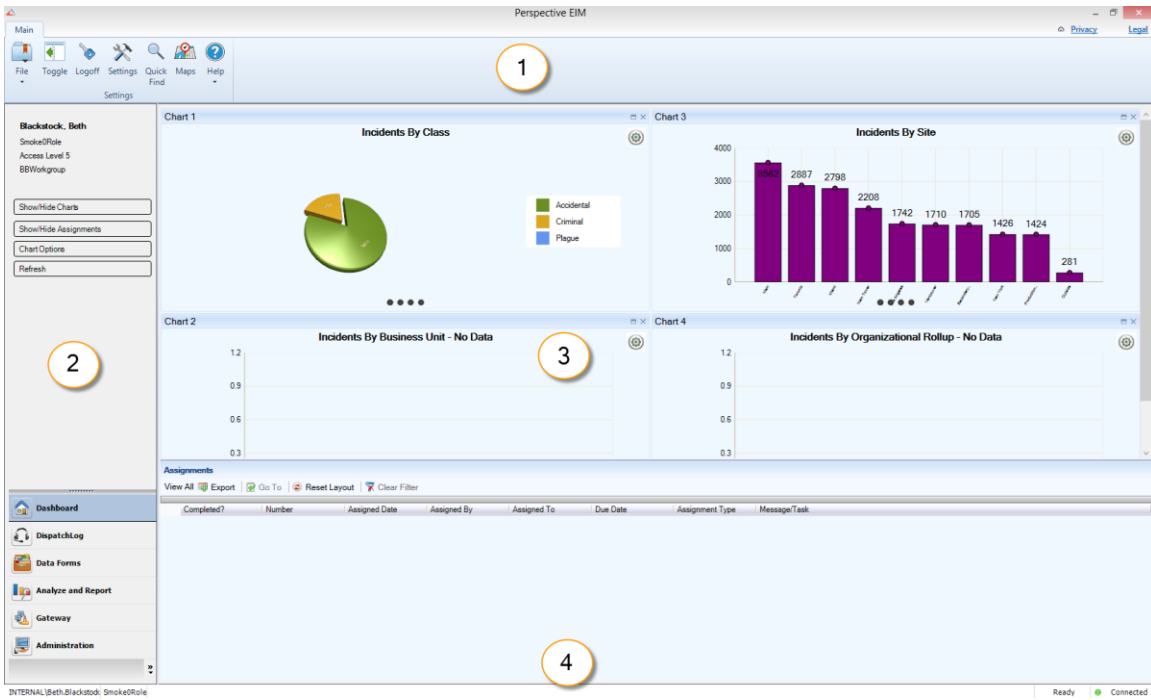 Perspective EIM
Main
Privacy Legal
File Toggle Logoff Settings Quick Find Maps Help
Settings
1
Blackstock, Beth
Smoke0Role
Access Level 5
BBWorkgroup
Show/Hide Charts
Show/Hide Assignments
Chart Options
Refresh
2
Dashboard
DispatchLog
Data Forms
Analyze and Report
Gateway
Administration
Chart 1
Incidents By Class
Accidental
Criminal
Plague
Chart 3
Incidents By Site
4000
3000
2000
1000
0
3582 2887 2798 2208 1742 1710 1705 1426 1424 281
Chart 2
Incidents By Business Unit - No Data
1.2
0.9
0.6
0.3
3
Chart 4
Incidents By Organizational Rollup - No Data
1.2
0.9
0.6
0.3
Assignments
View All Export Go To Reset Layout Clear Filter
Completed? Number Assigned Date Assigned By Assigned To Due Date Assignment Type Message/Task
4
INTERNAL\Beth.Blackstock Smoke0Role
Ready Connected